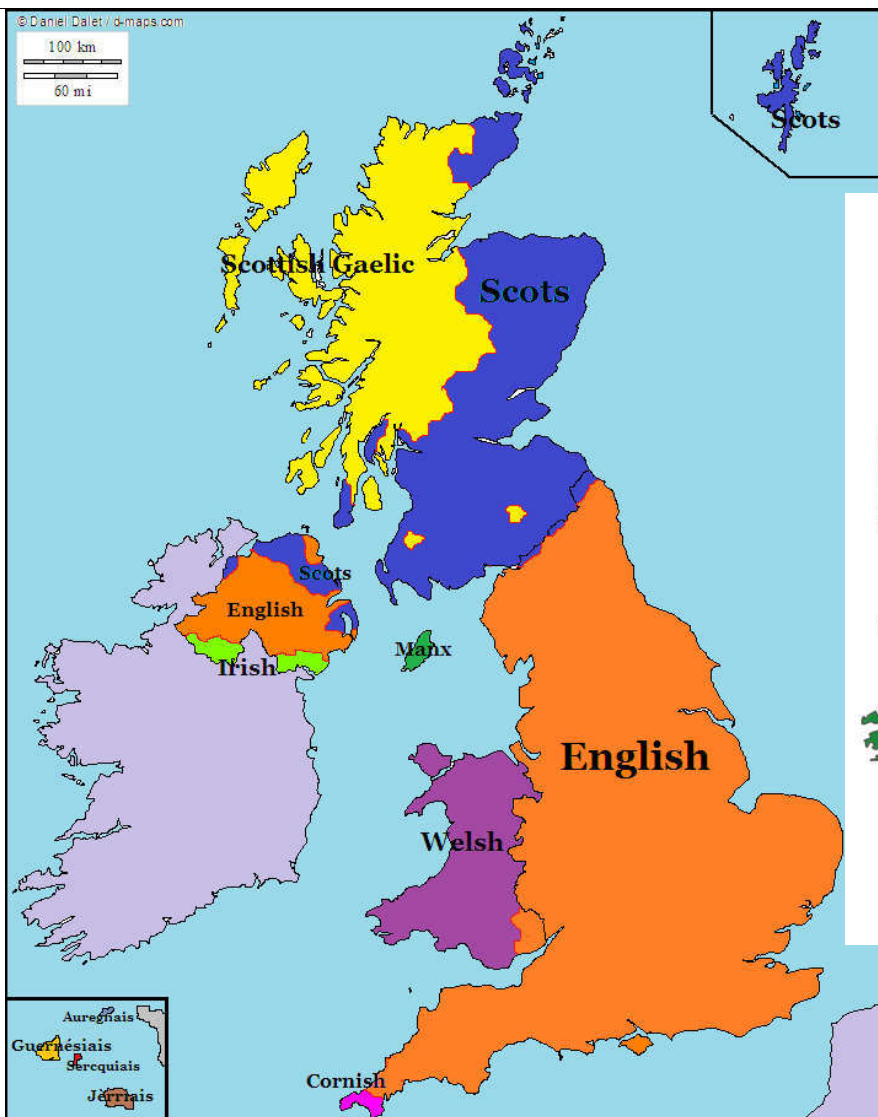 © Daniel Dalet / d-maps.com
100 km
60 mi
Scots
Scottish Gaelic
Scots
Scots
English
Irish
Manx
English
Welsh
Aureghais
Guernésiais
Sercquiais
Jèrriais
Cornish